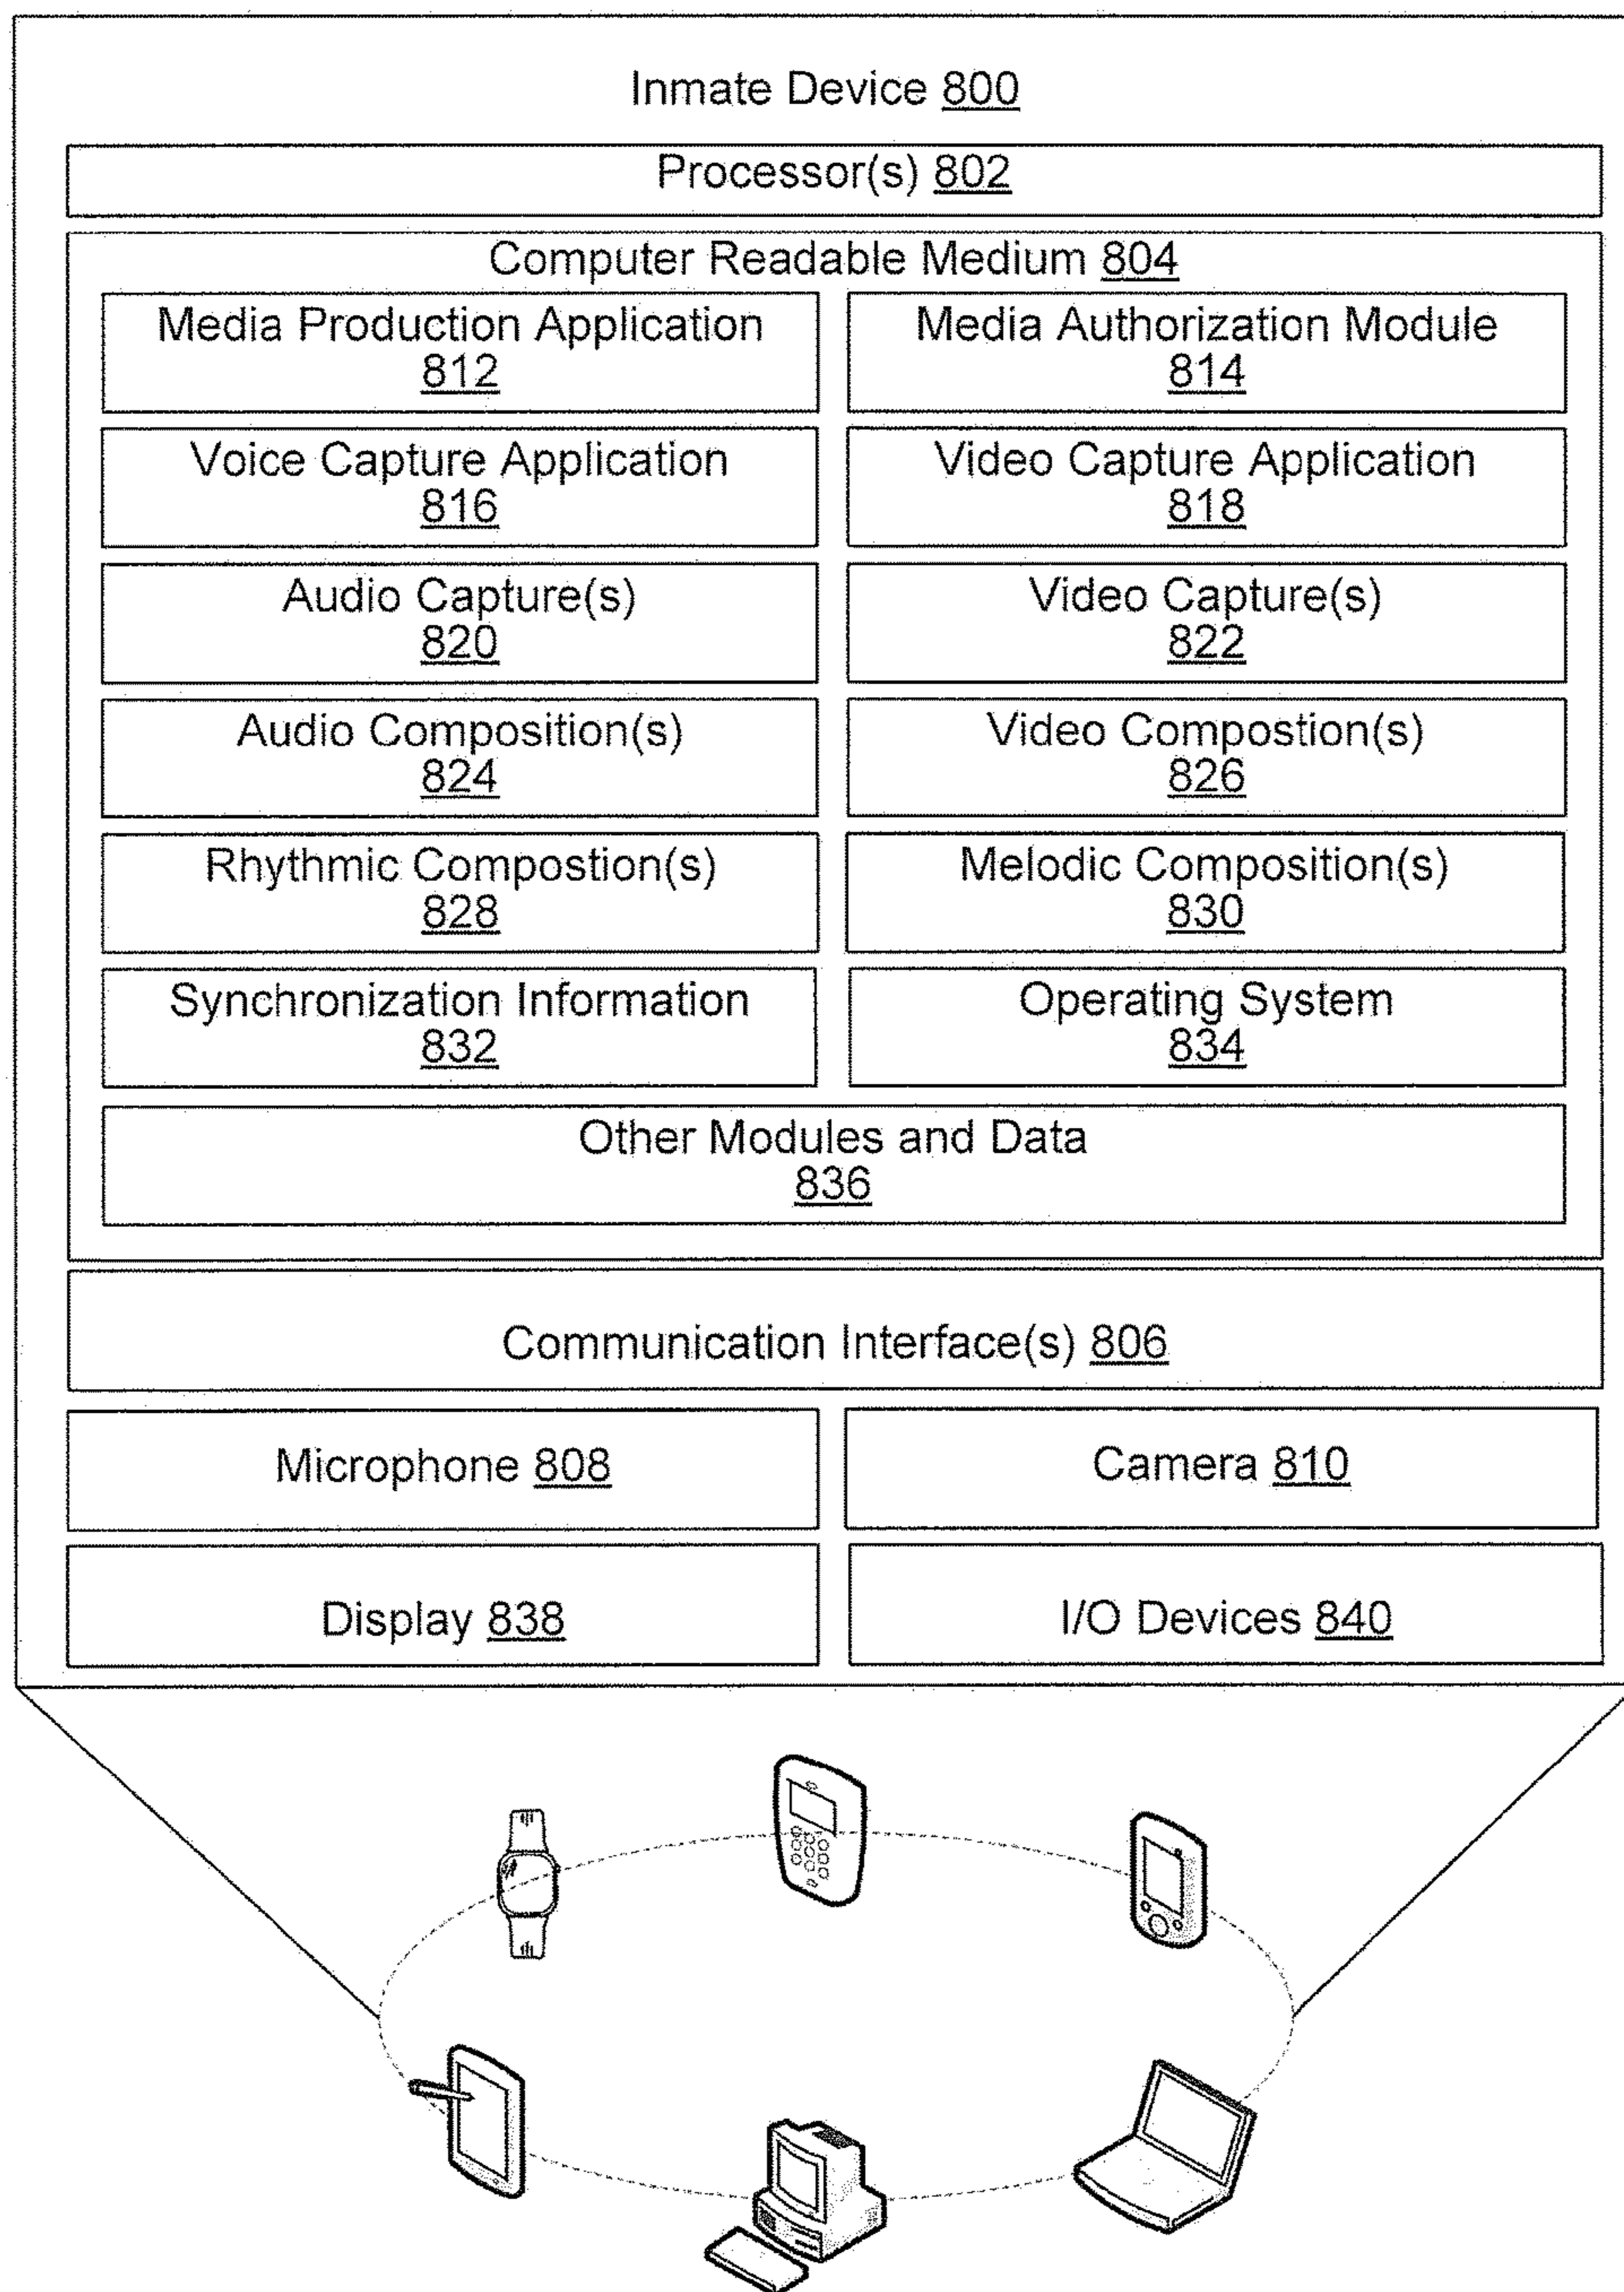 Inmate Device 800
Processor(s) 802
Computer Readable Medium 804
Media Production Application
812
Media Authorization Module
814
Voice Capture Application
816
Video Capture Application
818
Audio Capture(s)
820
Video Capture(s)
822
Audio Composition(s)
824
Video Compostion(s)
826
Rhythmic Compostion(s)
828
Melodic Composition(s)
830
Synchronization Information
832
Operating System
834
Other Modules and Data
836
Communication Interface(s) 806
Microphone 808
Camera 810
Display 838
I/O Devices 840